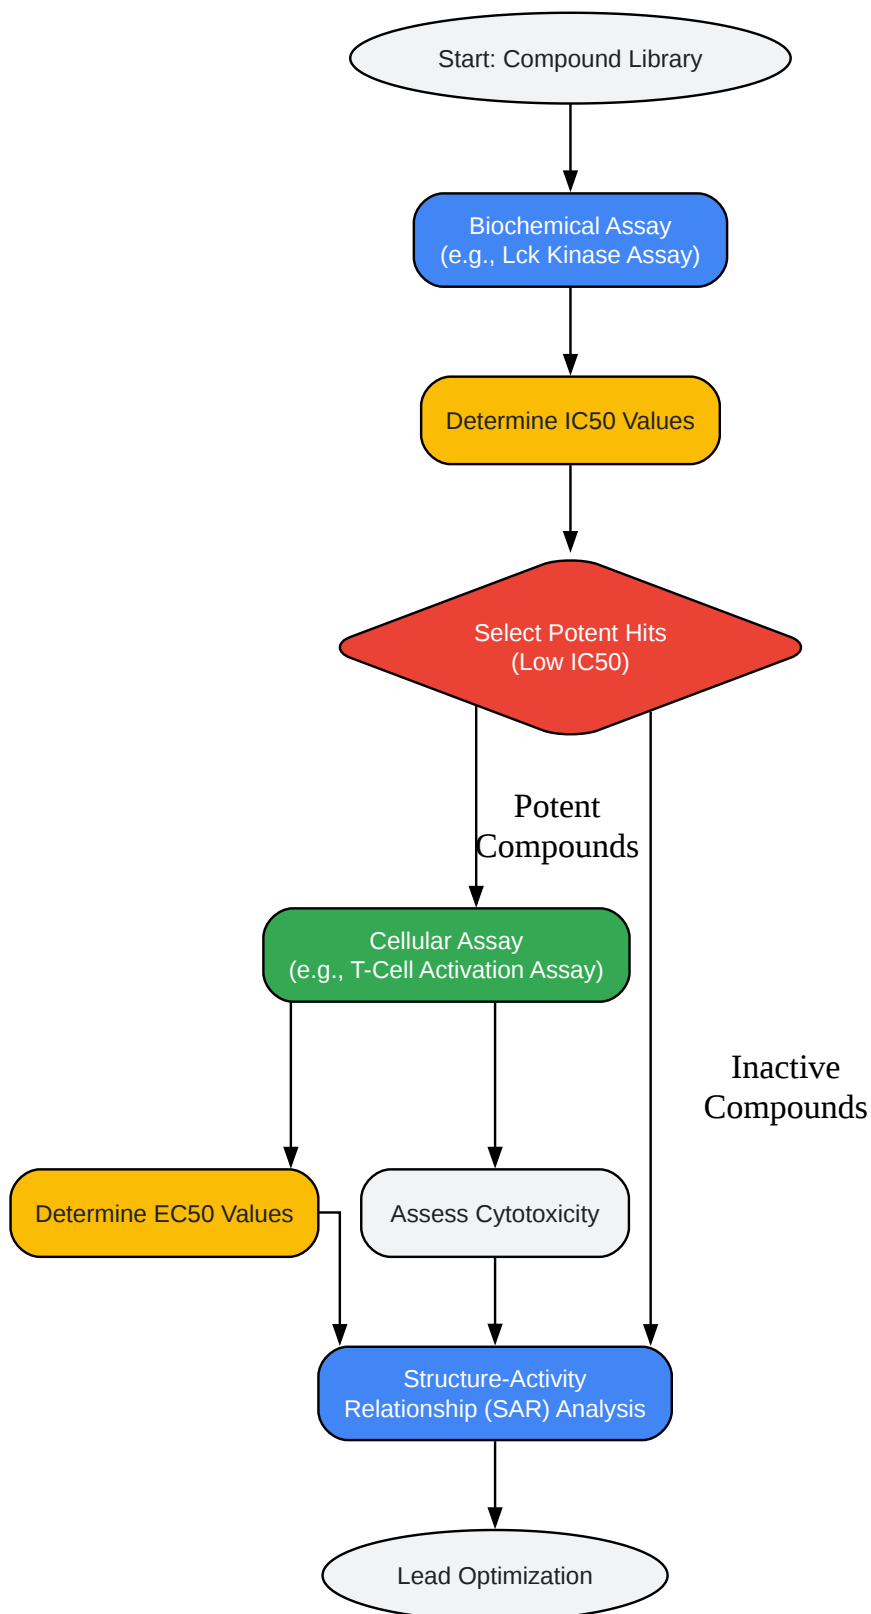 Start: Compound Library
Biochemical Assay
(e.g., Lck Kinase Assay)
Determine IC50 Values
Select Potent Hits
(Low IC50)
Potent
Compounds
Cellular Assay
(e.g., T-Cell Activation Assay)
Inactive
Compounds
Determine EC50 Values
Assess Cytotoxicity
Structure-Activity
Relationship (SAR) Analysis
Lead Optimization